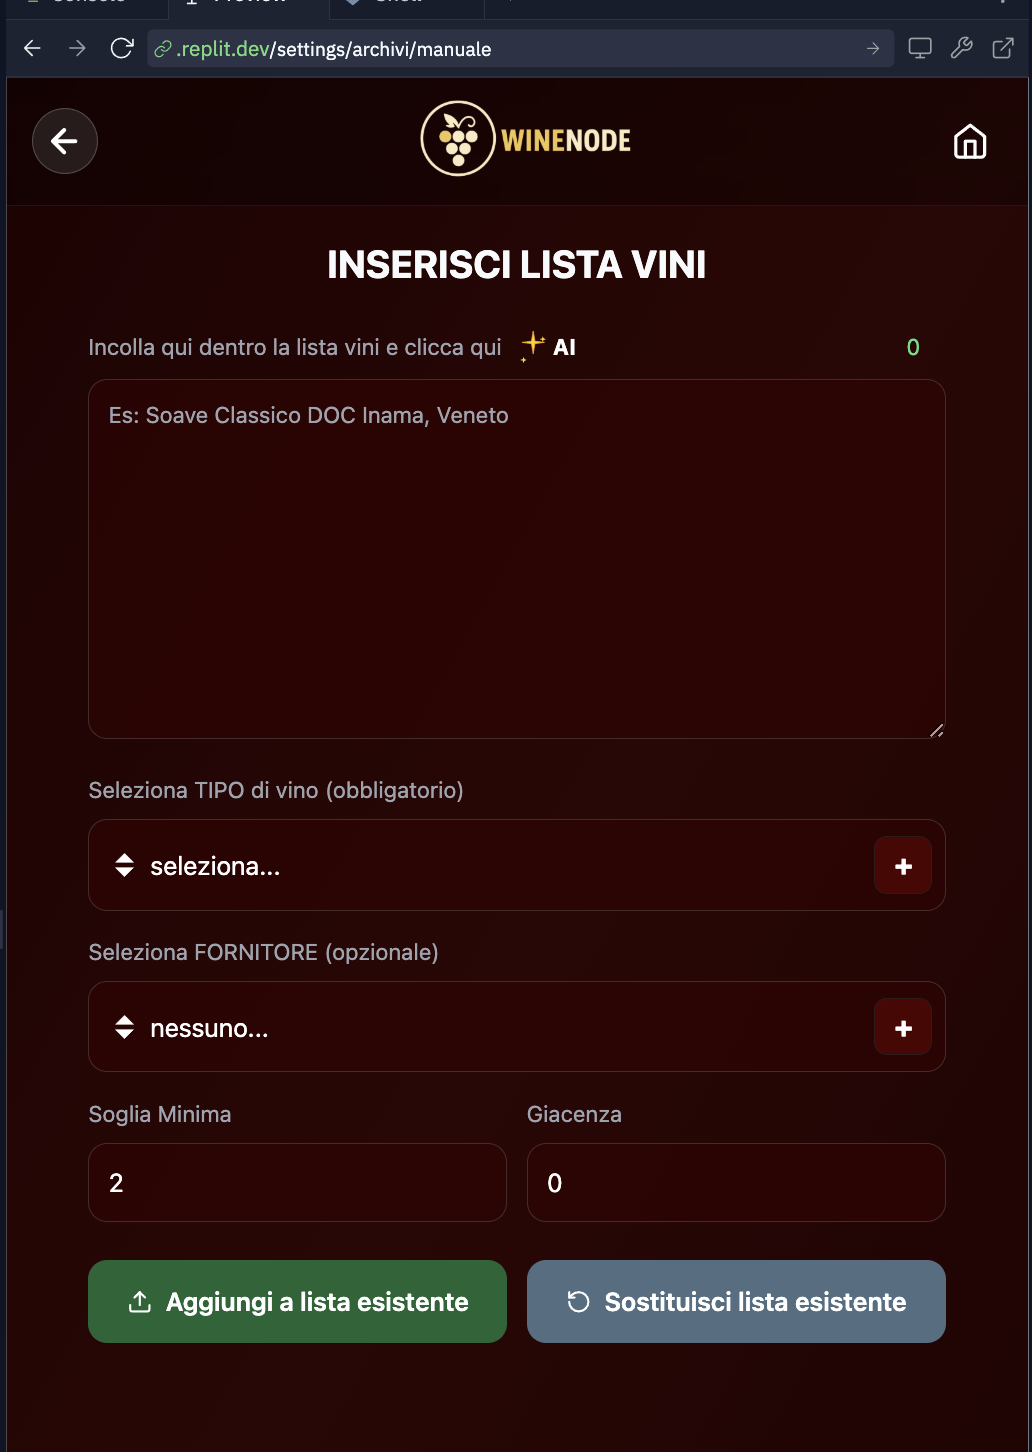 .replit.dev/settings/archivi/manuale
WINENODE
INSERISCI LISTA VINI
Incolla qui dentro la lista vini e clicca qui AI 0
Es: Soave Classico DOC Inama, Veneto
Seleziona TIPO di vino (obbligatorio)
seleziona...
+
Seleziona FORNITORE (opzionale)
nessuno...
+
Soglia Minima Giacenza
2 0
Aggiungi a lista esistente Sostituisci lista esistente